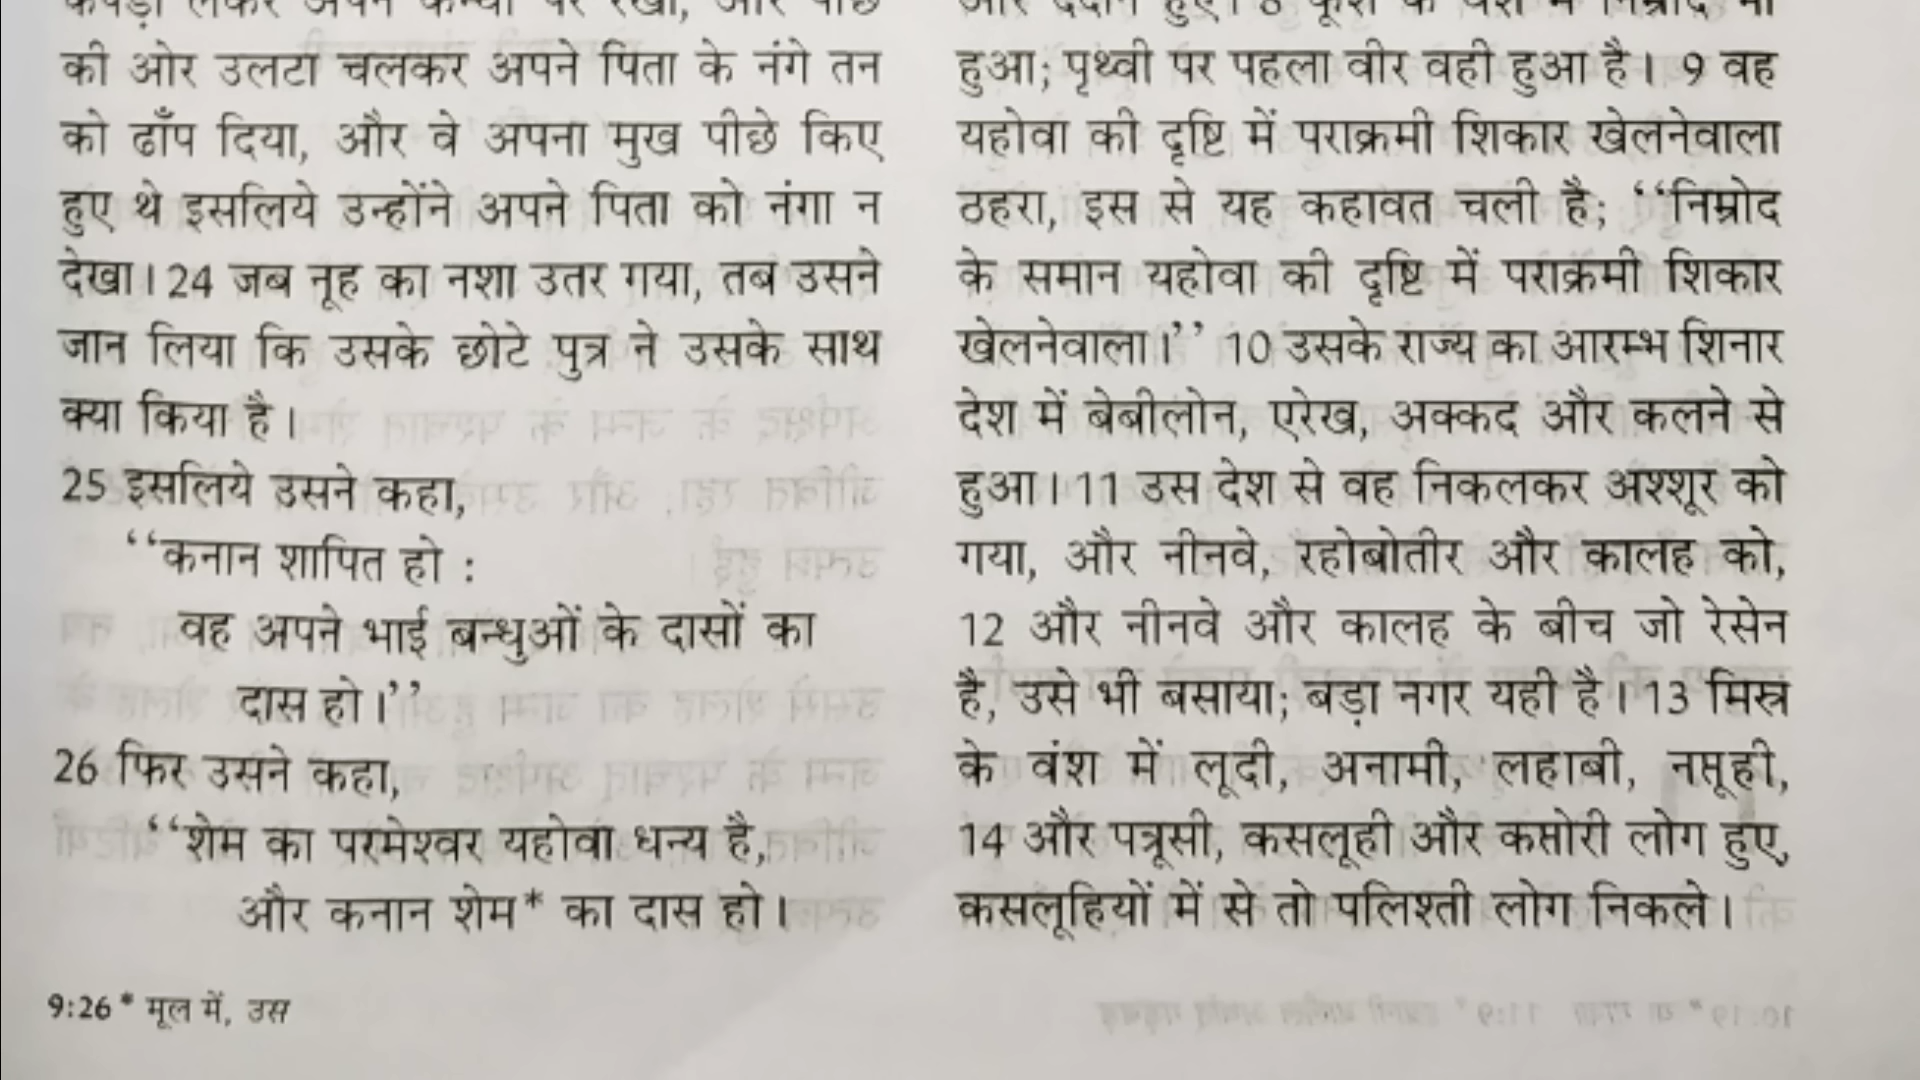 की ओर उलटा चलकर अपने पिता के नंगे तन
को ढाँप दिया, और वे अपना मुख पीछे किए
हुए थे इसलिये उन्होंने अपने पिता को नंगा न
देखा। 24 जब नूह का नशा उतर गया, तब उसने
जान लिया कि उसके छोटे पुत्र ने उसके साथ
क्या किया है।
25 इसलिये उसने कहा,
‘‘कनान शापित हो :
वह अपने भाई बन्धुओं के दासों का
दास हो।’’
26 फिर उसने कहा,
‘‘शेम का परमेश्वर यहोवा धन्य है,
और कनान शेम* का दास हो।
9:26 * मूल में, उस
हुआ; पृथ्वी पर पहला वीर वही हुआ है। 9 वह
यहोवा की दृष्टि में पराक्रमी शिकार खेलनेवाला
ठहरा, इस से यह कहावत चली है; ‘‘निम्रोद
के समान यहोवा की दृष्टि में पराक्रमी शिकार
खेलनेवाला।’’ 10 उसके राज्य का आरम्भ शिनार
देश में बेबीलोन, एरेख, अक्कद और कलने से
हुआ। 11 उस देश से वह निकलकर अश्शूर को
गया, और नीनवे, रहोबोतीर और कालह को,
12 और नीनवे और कालह के बीच जो रेसेन
है, उसे भी बसाया; बड़ा नगर यही है। 13 मिस्र
के वंश में लूदी, अनामी, लहाबी, नप्तूही,
14 और पत्रूसी, कसलूही और कप्तोरी लोग हुए,
कसलूहियों में से तो पलिश्ती लोग निकले।